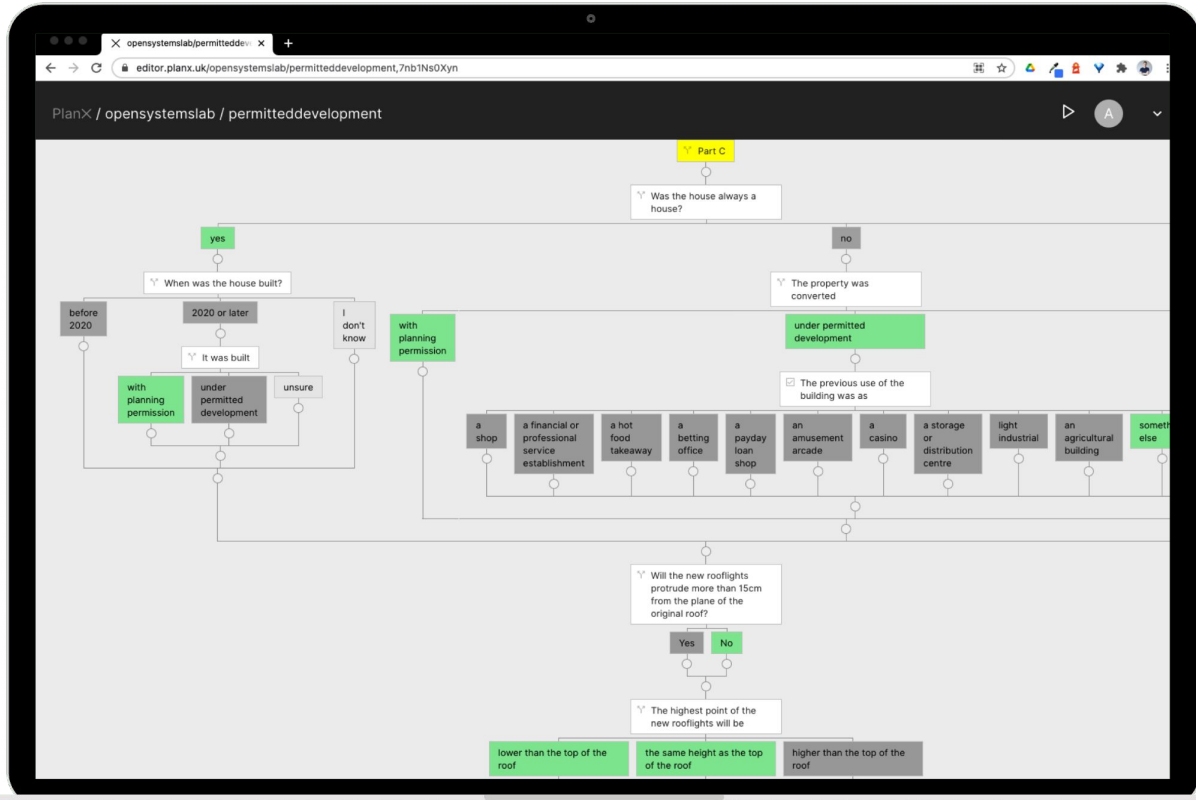 opensystemslab/permitteddev
editor.planx.uk/opensystemslab/permitteddevelopment,7nb1Ns0Xyn
PlanX / opensystemslab / permitteddevelopment
A
Part C
Was the house always a
house?
yes
no
When was the house built?
The property was
converted
before
2020
2020 or later
I
don't
know
with
planning
permission
under permitted
development
It was built
with
planning
permission
under
permitted
development
unsure
The previous use of the
building was as
a
shop
a financial or
professional
service
establishment
a hot
food
takeaway
a
betting
office
a
payday
loan
shop
an
amusement
arcade
a
casino
a storage
or
distribution
centre
light
industrial
an
agricultural
building
someth
else
Will the new rooflights
protrude more than 15cm
from the plane of the
original roof?
Yes
No
The highest point of the
new rooflights will be
lower than the top of the
roof
the same height as the top
of the roof
higher than the top of the
roof